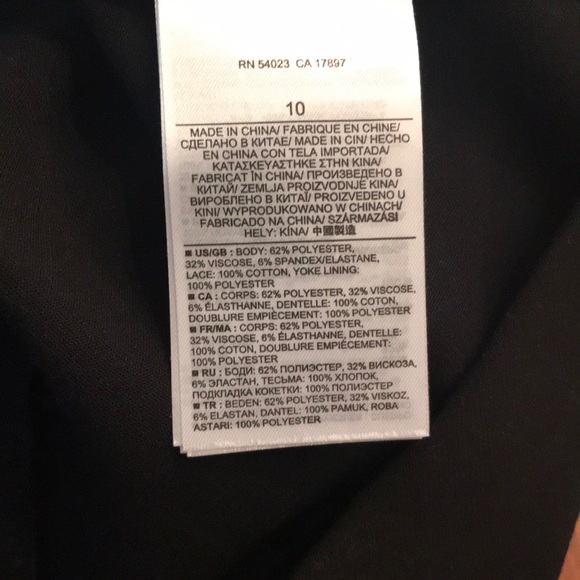 RN 54023 CA 17897
10
MADE IN CHINA/ FABRIQUE EN CHINE/
СДЕЛАНО В КИТАЕ/ MADE IN CIN/ HECHO
EN CHINA CON TELA IMPORTADA/
ΚΑΤΑΣΚΕΥΑΣΤΗΚΕ ΣΤΗΝ ΚΙΝΑ/
FABRICAT ÎN CHINA/ ПРОИЗВЕДЕНО В
КИТАЙ/ ZEMLJA PROIZVODNJE KINA/
ВИРОБЛЕНО В КИТАЇ/ PROIZVEDENO U
KINI/ WYPRODUKOWANO W CHINACH/
FABRICADO NA CHINA/ SZÁRMAZÁSI
HELY: KÍNA/ 中國製造
■ US/GB : BODY: 62% POLYESTER,
32% VISCOSE, 6% SPANDEX/ELASTANE,
LACE: 100% COTTON, YOKE LINING:
100% POLYESTER
■ CA : CORPS: 62% POLYESTER, 32% VISCOSE,
6% ÉLASTHANNE, DENTELLE: 100% COTON,
DOUBLURE EMPIÈCEMENT: 100% POLYESTER
■ FR/MA : CORPS: 62% POLYESTER,
32% VISCOSE, 6% ÉLASTHANNE, DENTELLE:
100% COTON, DOUBLURE EMPIÈCEMENT:
100% POLYESTER
■ RU : БОДИ: 62% ПОЛИЭСТЕР, 32% ВИСКОЗА,
6% ЭЛАСТАН, ТЕСЬМА: 100% ХЛОПОК,
ПОДКЛАДКА КОКЕТКИ: 100% ПОЛИЭСТЕР
■ TR : BEDEN: 62% POLYESTER, 32% VISKOZ,
6% ELASTAN, DANTEL: 100% PAMUK, ROBA
ASTARI: 100% POLYESTER